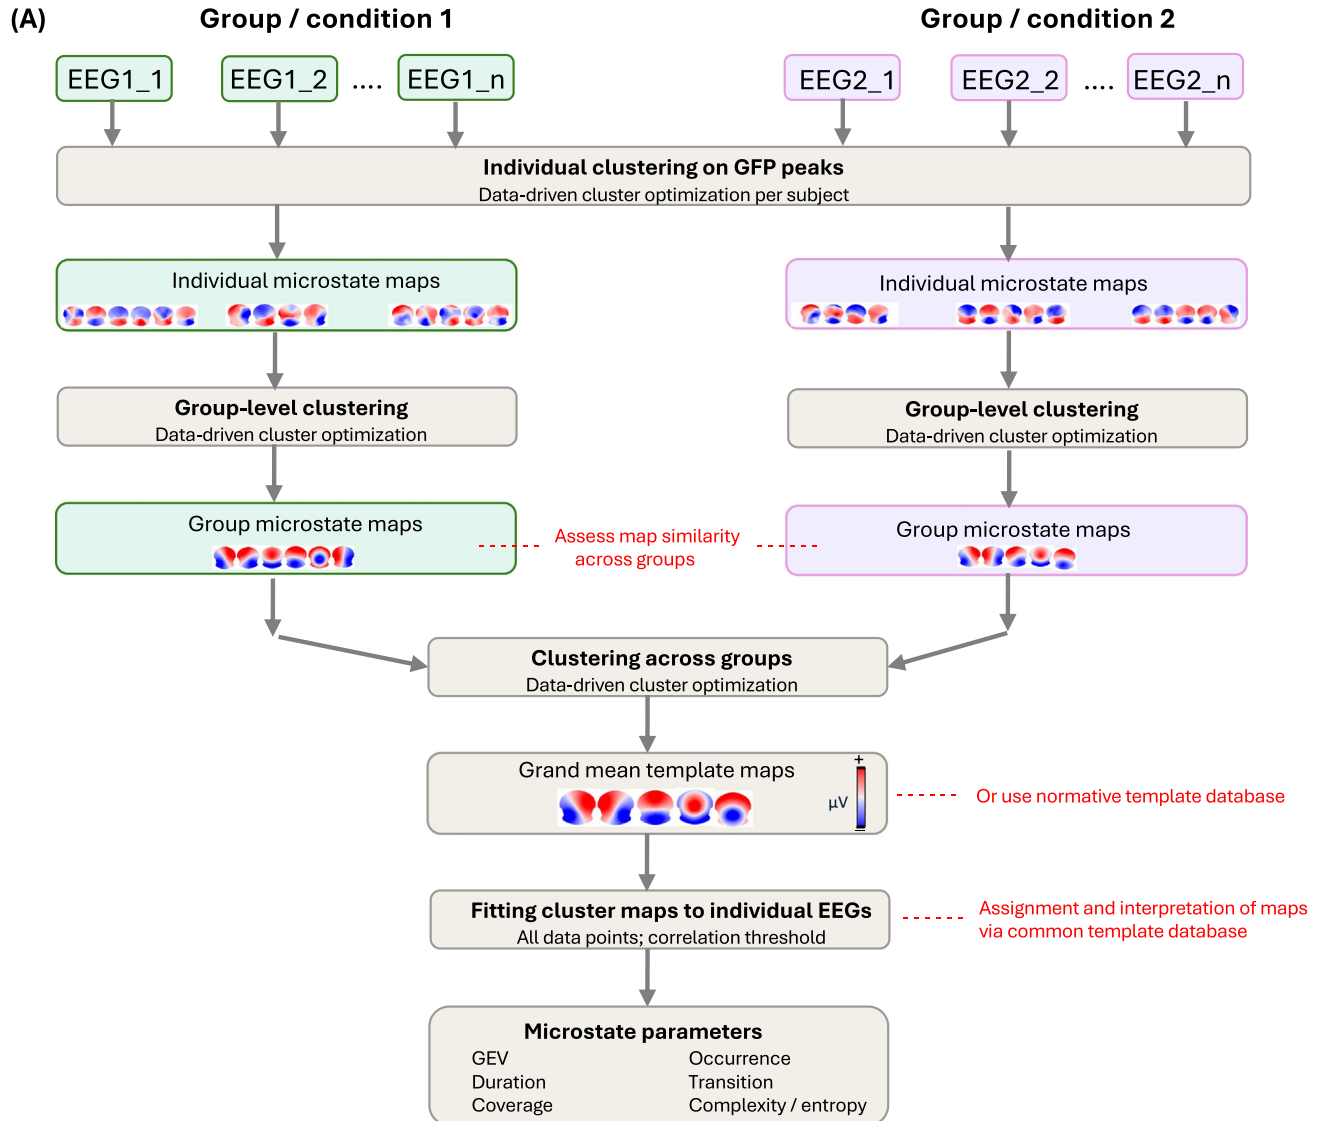 (A)
Group / condition 1
Group / condition 2
EEG1_1
EEG1_2
....
EEG1_n
EEG2_1
EEG2_2
....
EEG2_n
Individual clustering on GFP peaks
Data-driven cluster optimization per subject
Individual microstate maps
Individual microstate maps
Group-level clustering
Data-driven cluster optimization
Group-level clustering
Data-driven cluster optimization
Group microstate maps
Assess map similarity
across groups
Group microstate maps
Clustering across groups
Data-driven cluster optimization
Grand mean template maps
+
µV
−
Or use normative template database
Fitting cluster maps to individual EEGs
All data points; correlation threshold
Assignment and interpretation of maps
via common template database
Microstate parameters
GEV
Occurrence
Duration
Transition
Coverage
Complexity / entropy